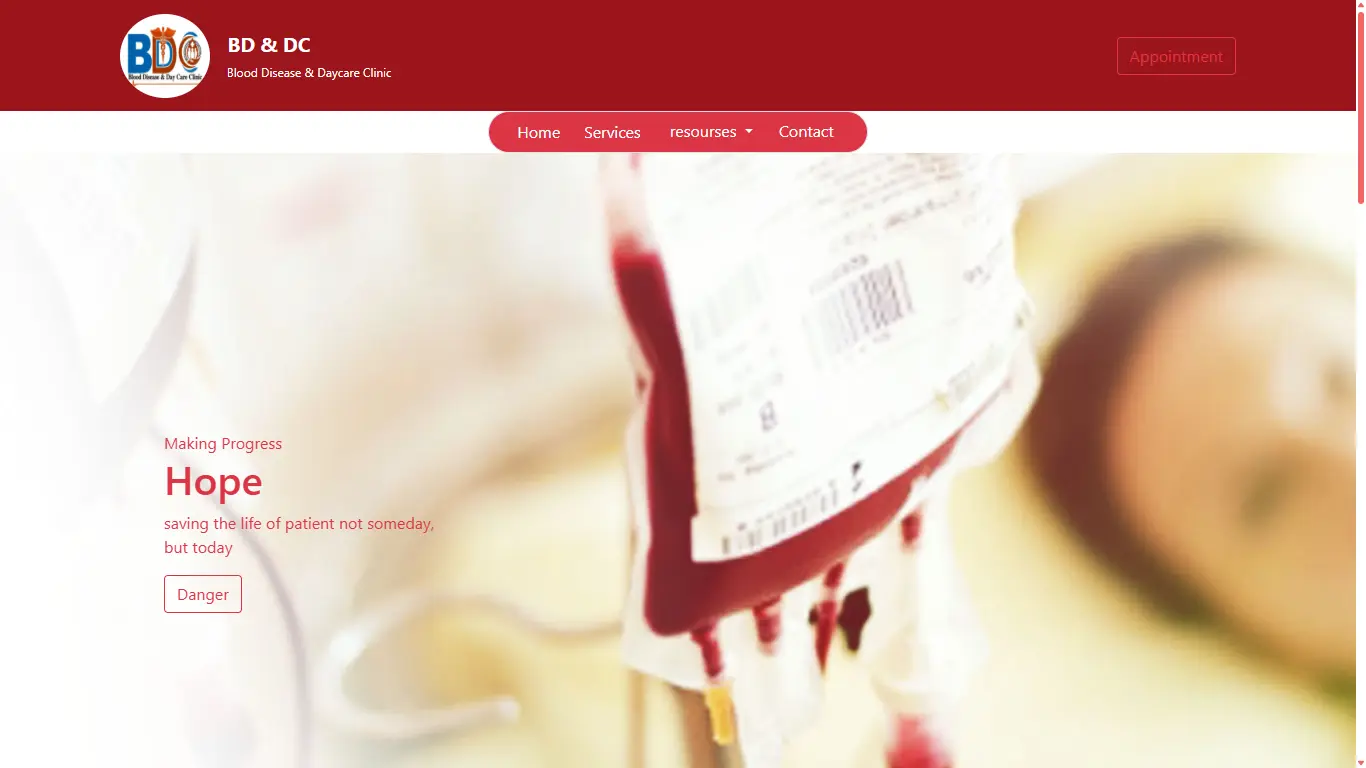 BDC
Blood Disease & Day Care Clinic
BD & DC
Blood Disease & Daycare Clinic
Appointment
Home Services resourses Contact
Making Progress
Hope
saving the life of patient not someday,
but today
Danger